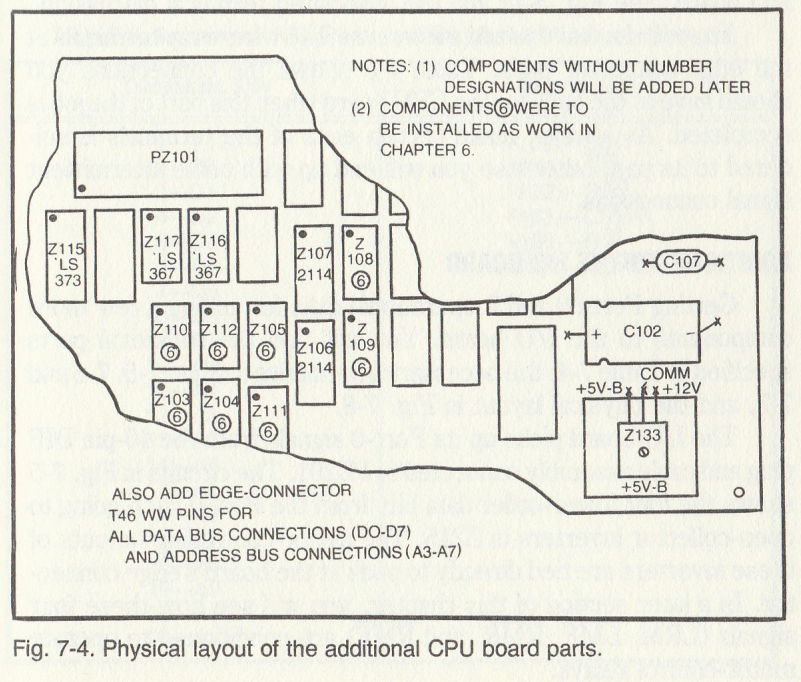 NOTES: (1) COMPONENTS WITHOUT NUMBER
DESIGNATIONS WILL BE ADDED LATER
(2) COMPONENTS ⑥ WERE TO
BE INSTALLED AS WORK IN
CHAPTER 6.
PZ101
Z115
LS
373
Z117
LS
367
Z116
LS
367
Z107
2114
Z
108
⑥
C107
Z110
⑥
Z112
⑥
Z105
⑥
Z106
2114
Z
109
⑥
+
C102
Z103
⑥
Z104
⑥
Z111
⑥
COMM
+5V-B
+12V
Z133
+5V-B
ALSO ADD EDGE-CONNECTOR
T46 WW PINS FOR
ALL DATA BUS CONNECTIONS (DO-D7)
AND ADDRESS BUS CONNECTIONS (A3-A7)
Fig. 7-4. Physical layout of the additional CPU board parts.